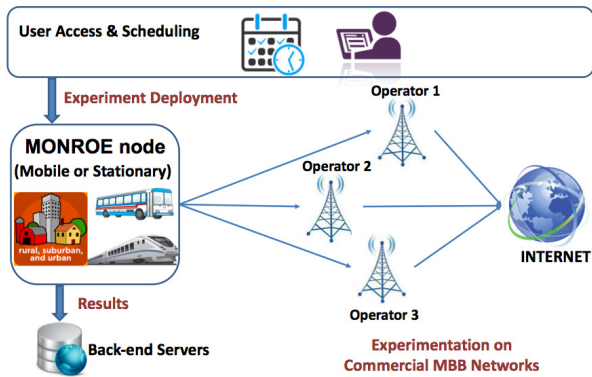 User Access & Scheduling
Experiment Deployment
Operator 1
MONROE node
(Mobile or Stationary)
Operator 2
rural, suburban,
and urban
INTERNET
Operator 3
Results
Back-end Servers
Experimentation on
Commercial MBB Networks